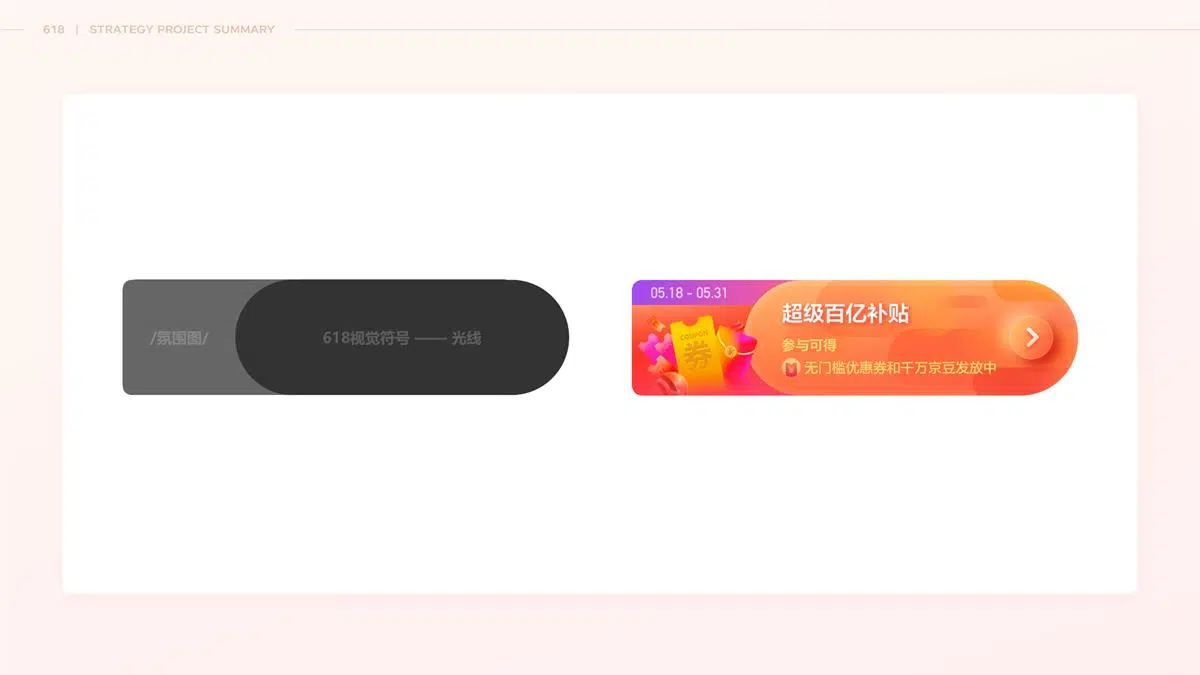 618 | STRATEGY PROJECT SUMMARY
/氛围图/
618视觉符号 —— 光线
05.18 - 05.31
COUPON
券
超级百亿补贴
参与可得
无门槛优惠券和千万京豆发放中